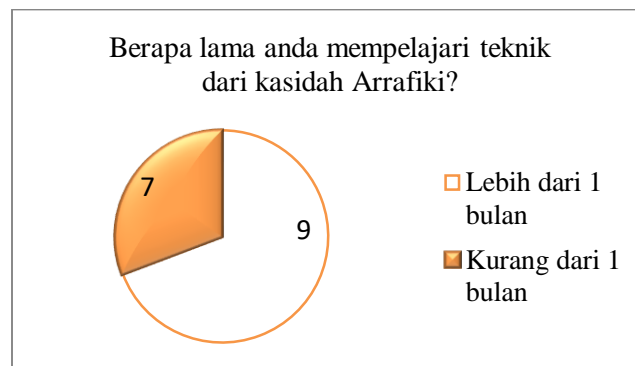 Berapa lama anda mempelajari teknik
dari kasidah Arrafiki?
7
9
Lebih dari 1
bulan
Kurang dari 1
bulan